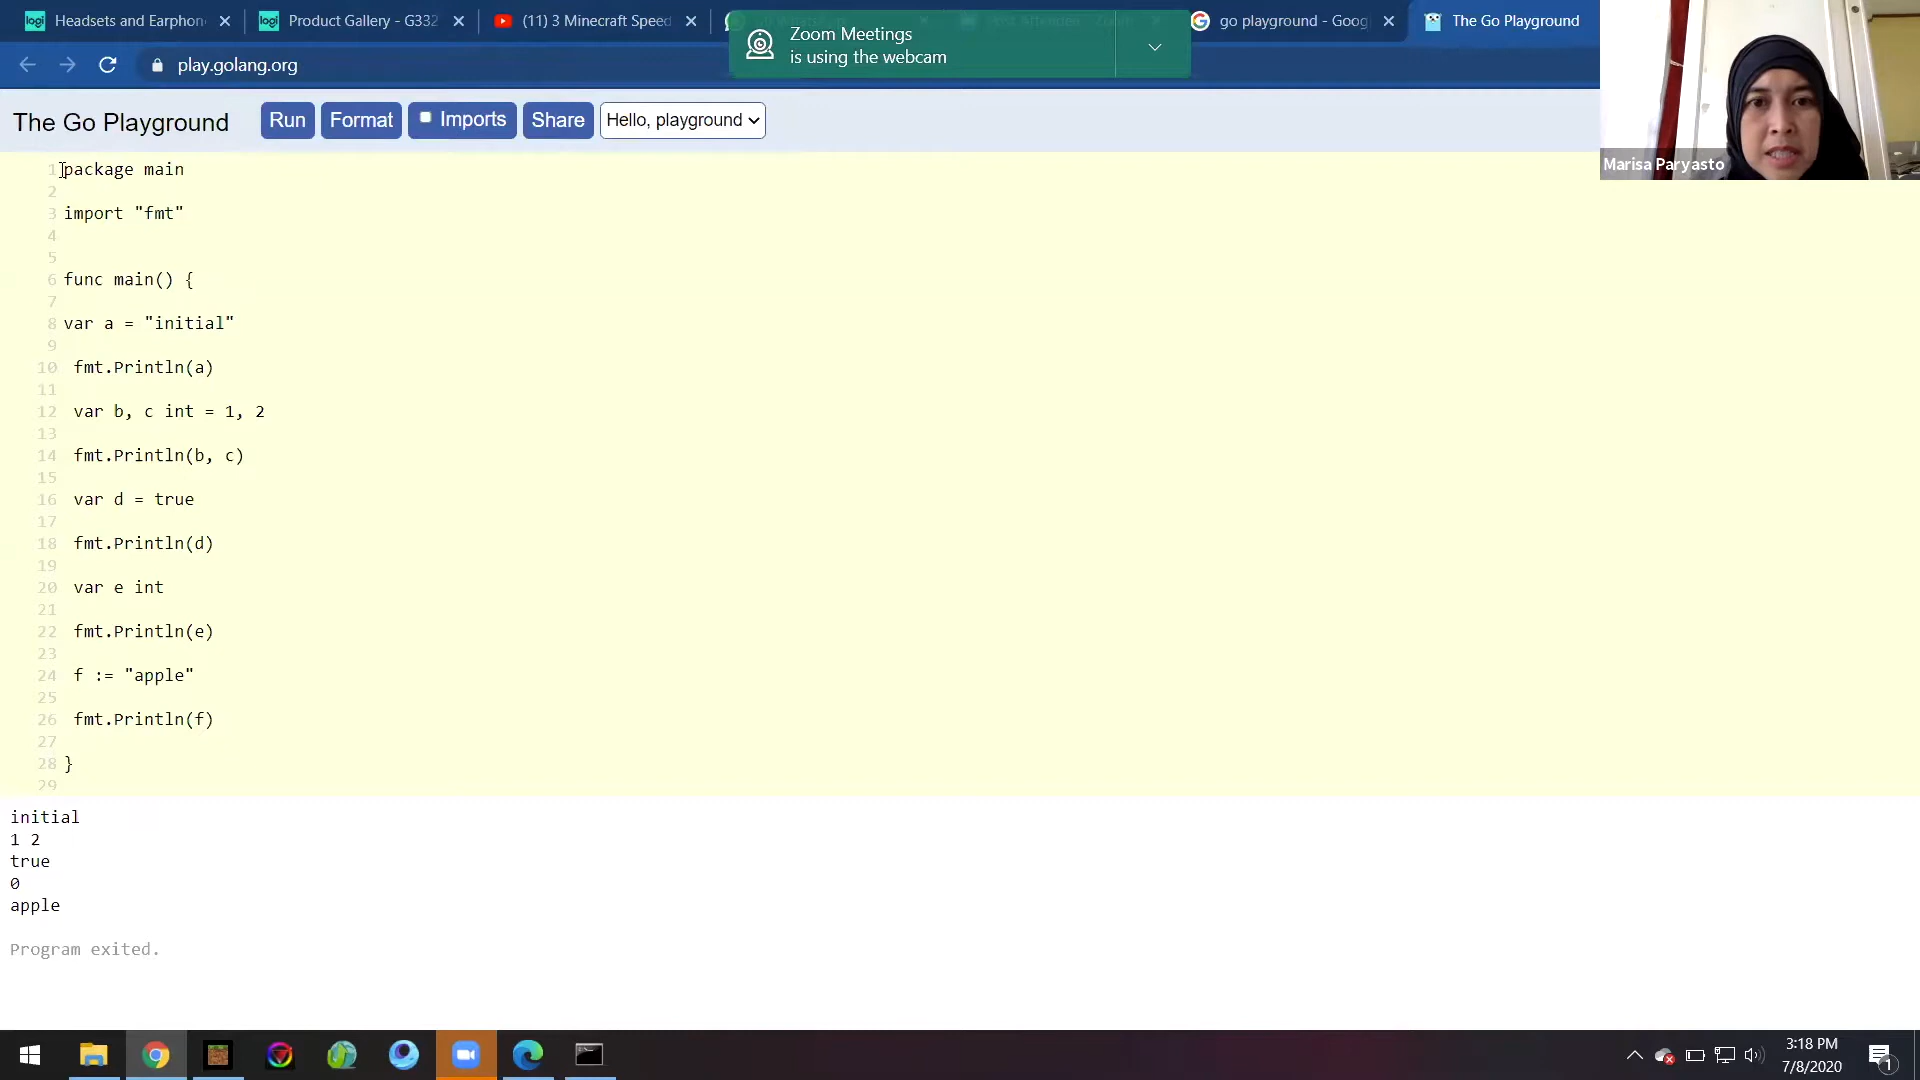 Headsets and Earphon
Product Gallery - G332
(11) 3 Minecraft Speed
go playground - Goog
The Go Playground
Zoom Meetings
is using the webcam
play.golang.org
The Go Playground
Run
Format
Imports
Share
Hello, playground
Marisa Paryasto
1 package main
2
3 import "fmt"
4
5
6 func main() {
7
8 var a = "initial"
9
10 fmt.Println(a)
11
12 var b, c int = 1, 2
13
14 fmt.Println(b, c)
15
16 var d = true
17
18 fmt.Println(d)
19
20 var e int
21
22 fmt.Println(e)
23
24 f := "apple"
25
26 fmt.Println(f)
27
28 }
29
initial
1 2
true
0
apple
Program exited.
3:18 PM
7/8/2020
1